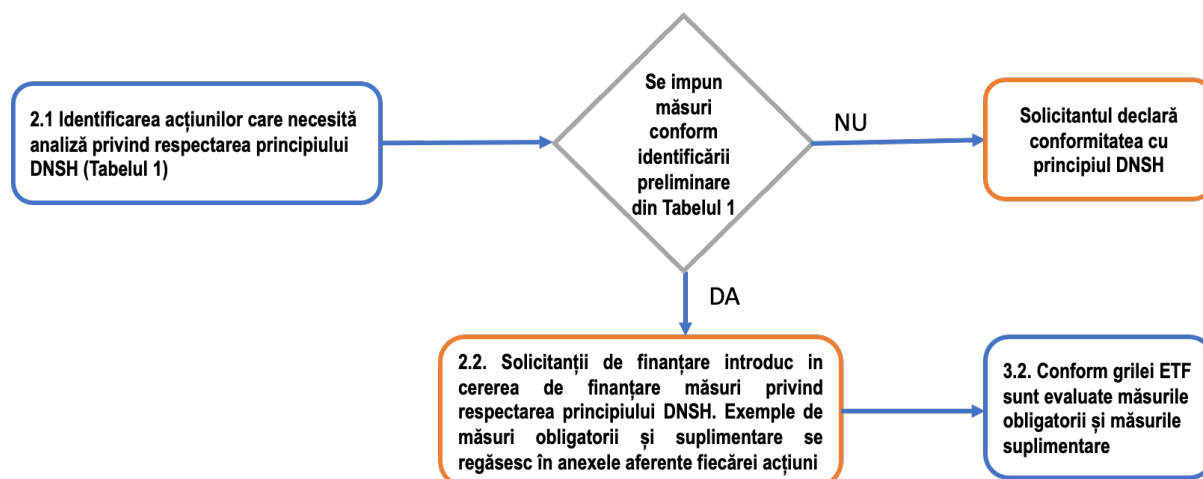 2.1 Identificarea acțiunilor care necesită
analiză privind respectarea principiului
DNSH (Tabelul 1)
Se impun
măsuri
conform
identificării
preliminare
din Tabelul 1
NU
Solicitantul declară
conformitatea cu
principiul DNSH
DA
2.2. Solicitanții de finanțare introduc in
cererea de finanțare măsuri privind
respectarea principiului DNSH. Exemple de
măsuri obligatorii și suplimentare se
regăsesc în anexele aferente fiecărei acțiuni
3.2. Conform grilei ETF
sunt evaluate măsurile
obligatorii și măsurile
suplimentare